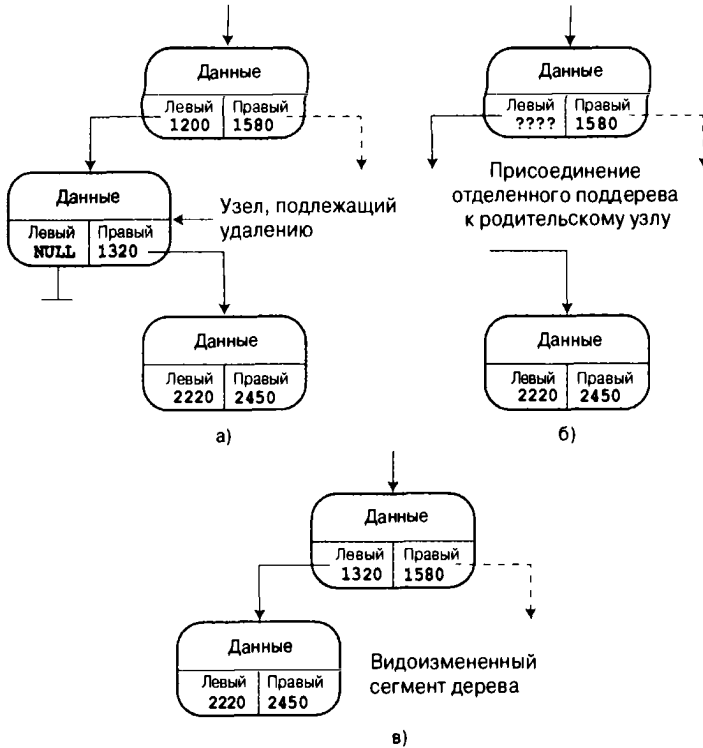 Данные
Левый Правый
1200 1580
Данные
Левый Правый
NULL 1320
Узел, подлежащий
удалению
Данные
Левый Правый
2220 2450
а)
Данные
Левый Правый
???? 1580
Присоединение
отделенного поддерева
к родительскому узлу
Данные
Левый Правый
2220 2450
б)
Данные
Левый Правый
1320 1580
Данные
Левый Правый
2220 2450
Видоизмененный
сегмент дерева
в)